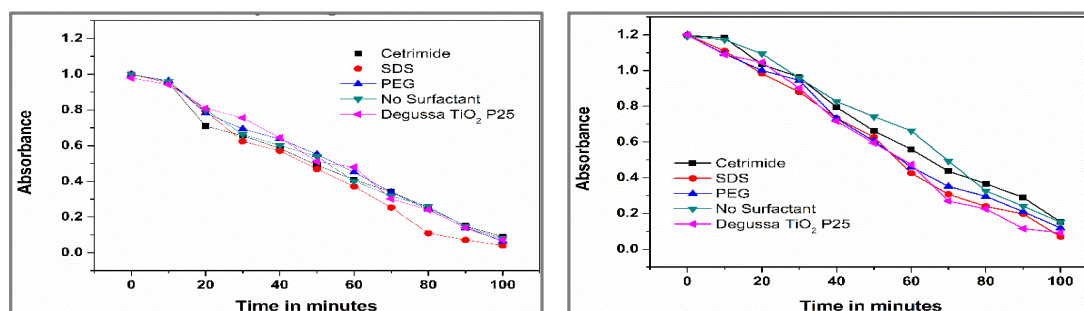 1.2
1.0
0.8
0.6
0.4
0.2
0.0
Absorbance
Cetrimide
SDS
PEG
No Surfactant
Degussa TiO₂ P25
0 20 40 60 80 100
Time in minutes
1.2
1.0
0.8
0.6
0.4
0.2
0.0
Absorbance
Cetrimide
SDS
PEG
No Surfactant
Degussa TiO₂ P25
0 20 40 60 80 100
Time in minutes